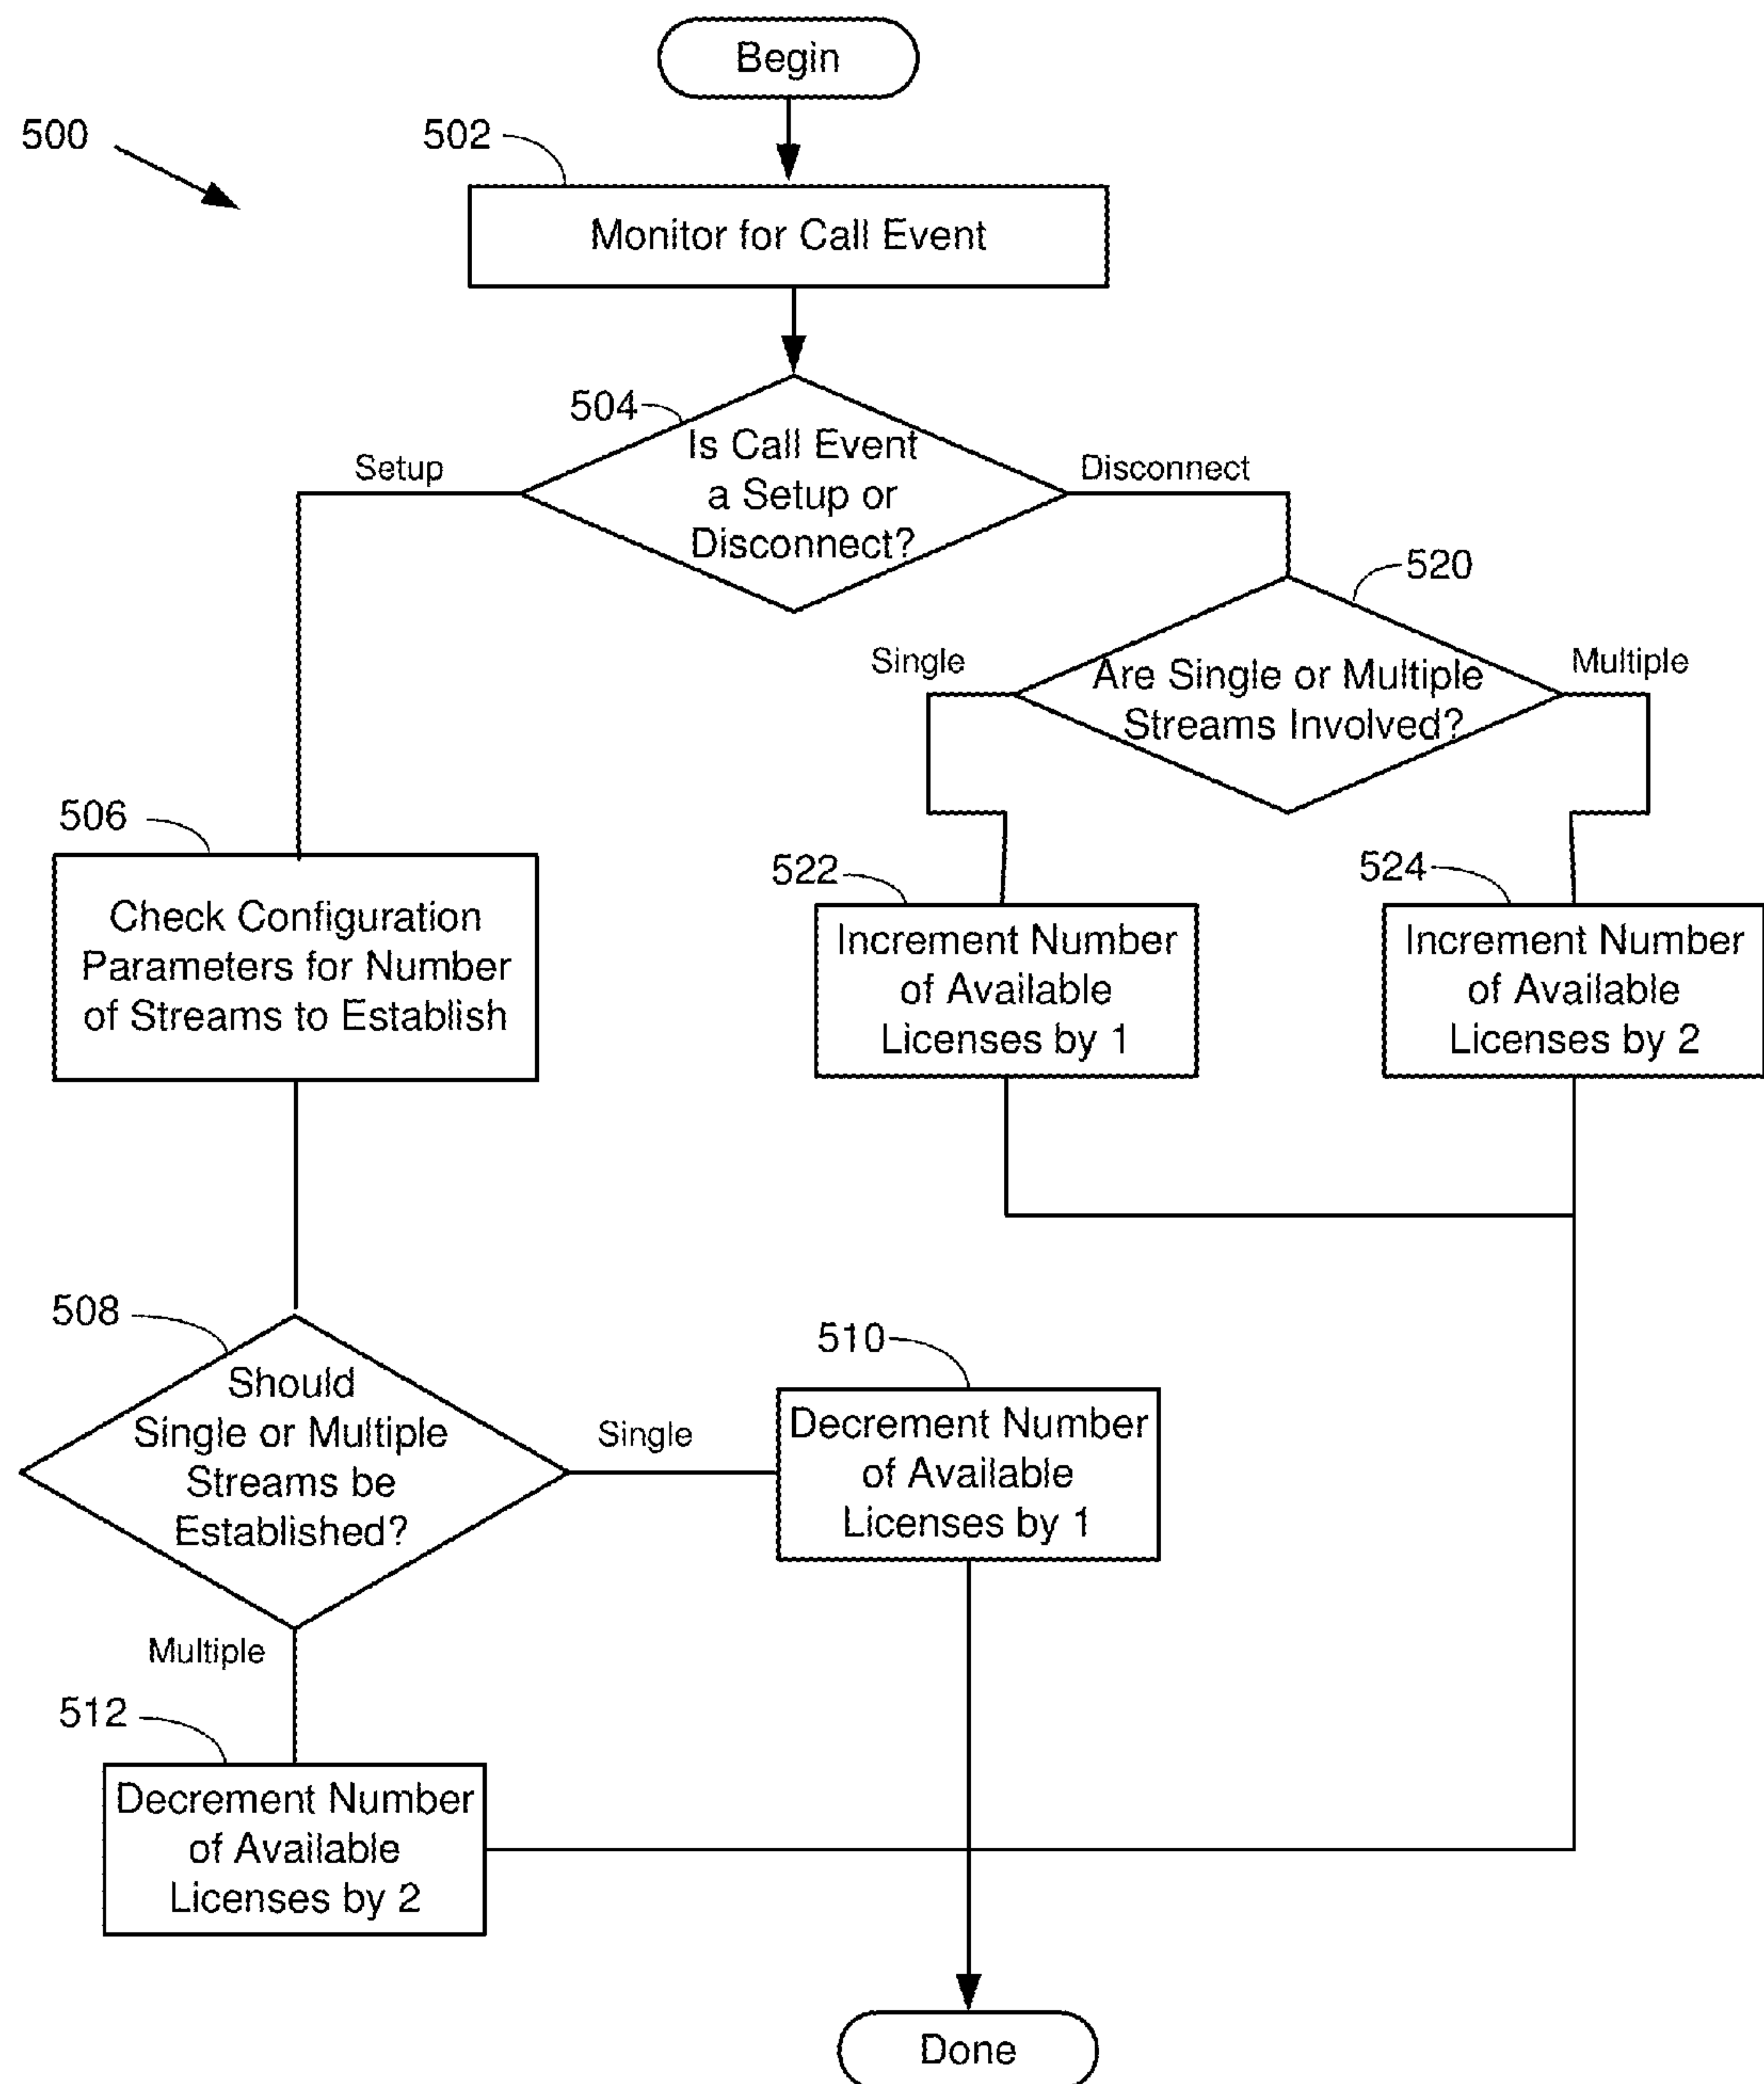 Begin
500
502
Monitor for Call Event
504
Is Call Event
a Setup or
Disconnect?
Setup
Disconnect
520
Are Single or Multiple
Streams Involved?
Single
Multiple
506
Check Configuration
Parameters for Number
of Streams to Establish
522
Increment Number
of Available
Licenses by 1
524
Increment Number
of Available
Licenses by 2
508
Should
Single or Multiple
Streams be
Established?
Single
510
Decrement Number
of Available
Licenses by 1
Multiple
512
Decrement Number
of Available
Licenses by 2
Done